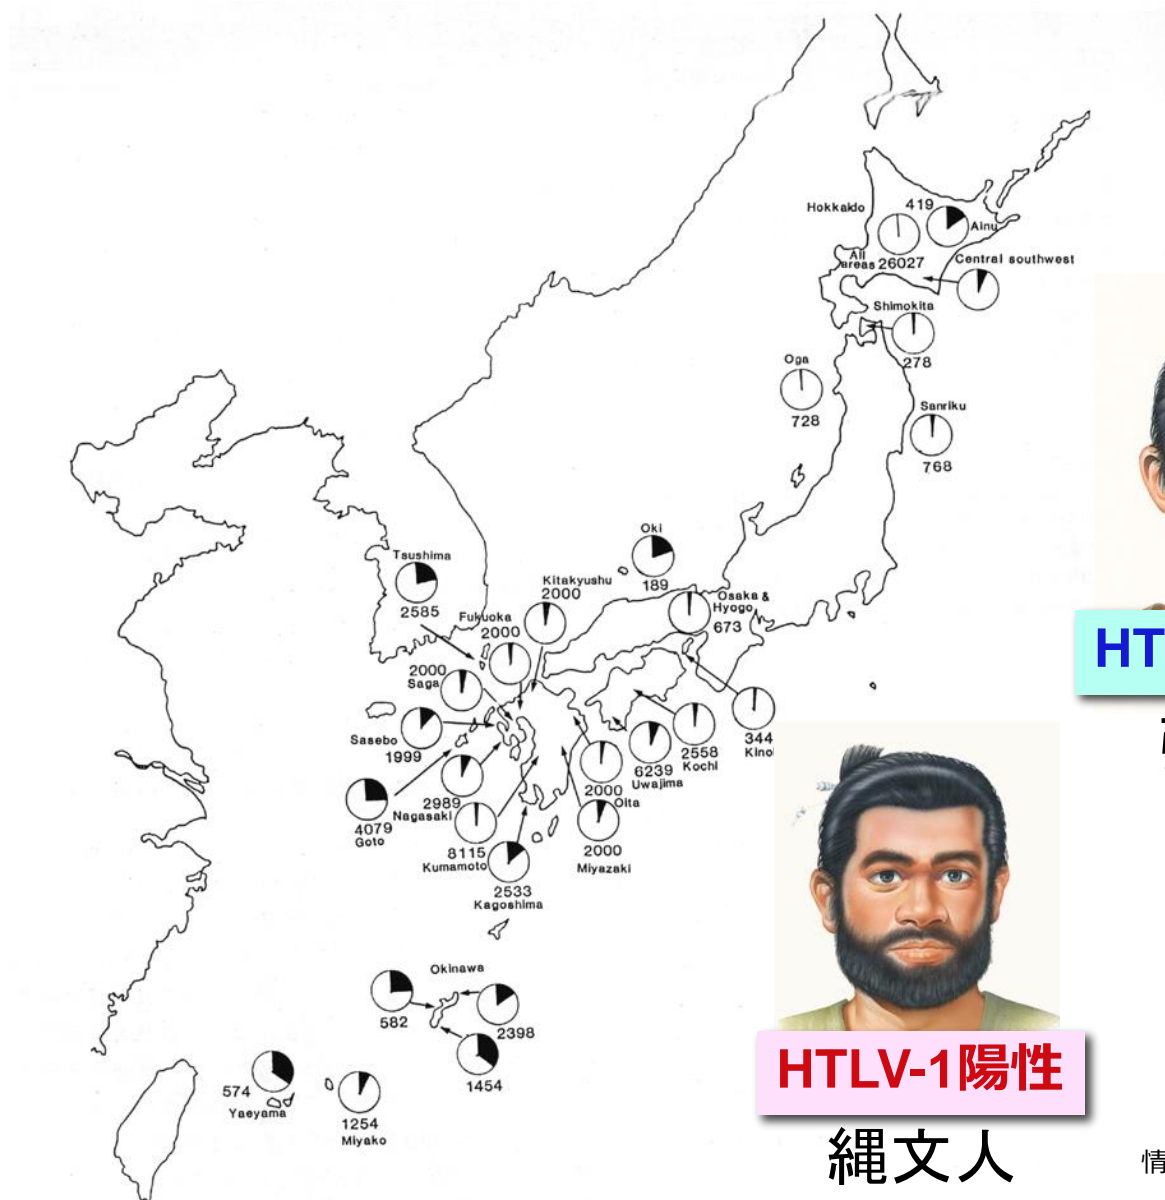 Hokkaido
419
Ainu
All
areas 26027
Central southwest
Shimokita
278
Oga
728
Sanriku
768
Oki
189
Tsushima
2585
Kitakyushu
2000
Fukuoka
2000
Osaka &
Hyogo
673
2000
Saga
Sasebo
1999
344
2558
Kochi
6239
Uwajima
2000
Oita
2989
Nagasaki
4079
Goto
8115
Kumamoto
2000
Miyazaki
2533
Kagoshima
Okinawa
582
2398
1454
574
Yaeyama
1254
Miyako
HT
HTLV-1陽性
縄文人
情